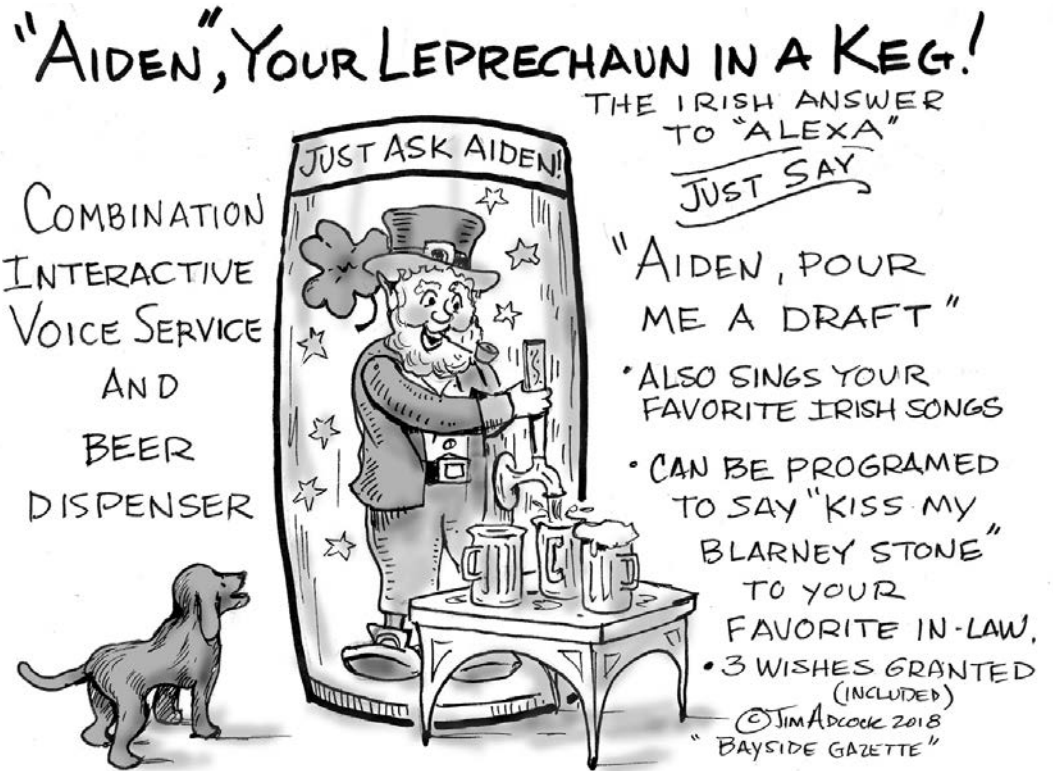 "AIDEN", YOUR LEPRECHAUN IN A KEG!
THE IRISH ANSWER
TO "ALEXA"
JUST SAY
JUST ASK AIDEN!
COMBINATION
INTERACTIVE
VOICE SERVICE
AND
BEER
DISPENSER
"AIDEN, POUR
ME A DRAFT"
• ALSO SINGS YOUR
FAVORITE IRISH SONGS
• CAN BE PROGRAMED
TO SAY "KISS MY
BLARNEY STONE"
TO YOUR
FAVORITE IN-LAW.
• 3 WISHES GRANTED
(INCLUDED)
© JIM ADCOCK 2018
"BAYSIDE GAZETTE"